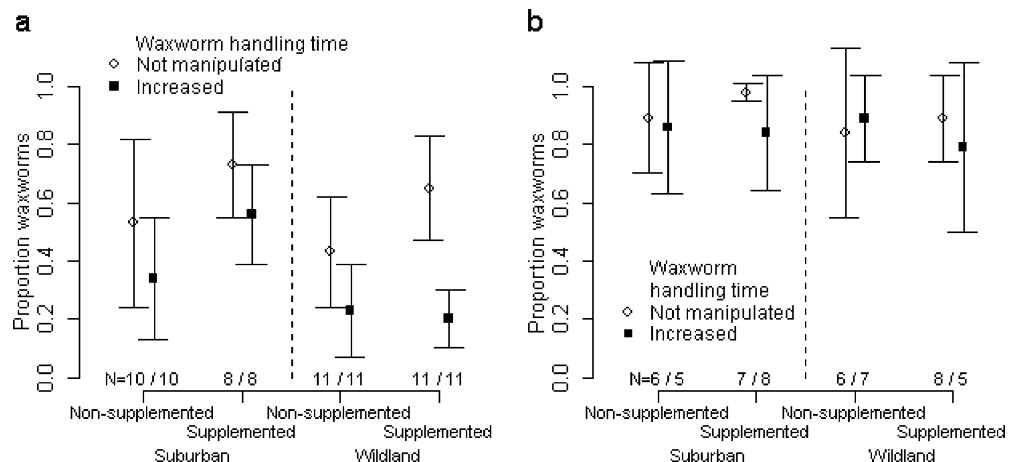 a
Waxworm handling time
Not manipulated
Increased
Proportion waxworms
1.0
0.8
0.6
0.4
0.2
0.0
N=10 / 10
8 / 8
11 / 11
11 / 11
Non-supplemented
Supplemented
Non-supplemented
Supplemented
Suburban
Wildland
b
Proportion waxworms
1.0
0.8
0.6
0.4
0.2
0.0
Waxworm
handling time
Not manipulated
Increased
N=6 / 5
7 / 8
6 / 7
8 / 5
Non-supplemented
Supplemented
Non-supplemented
Supplemented
Suburban
Wildland